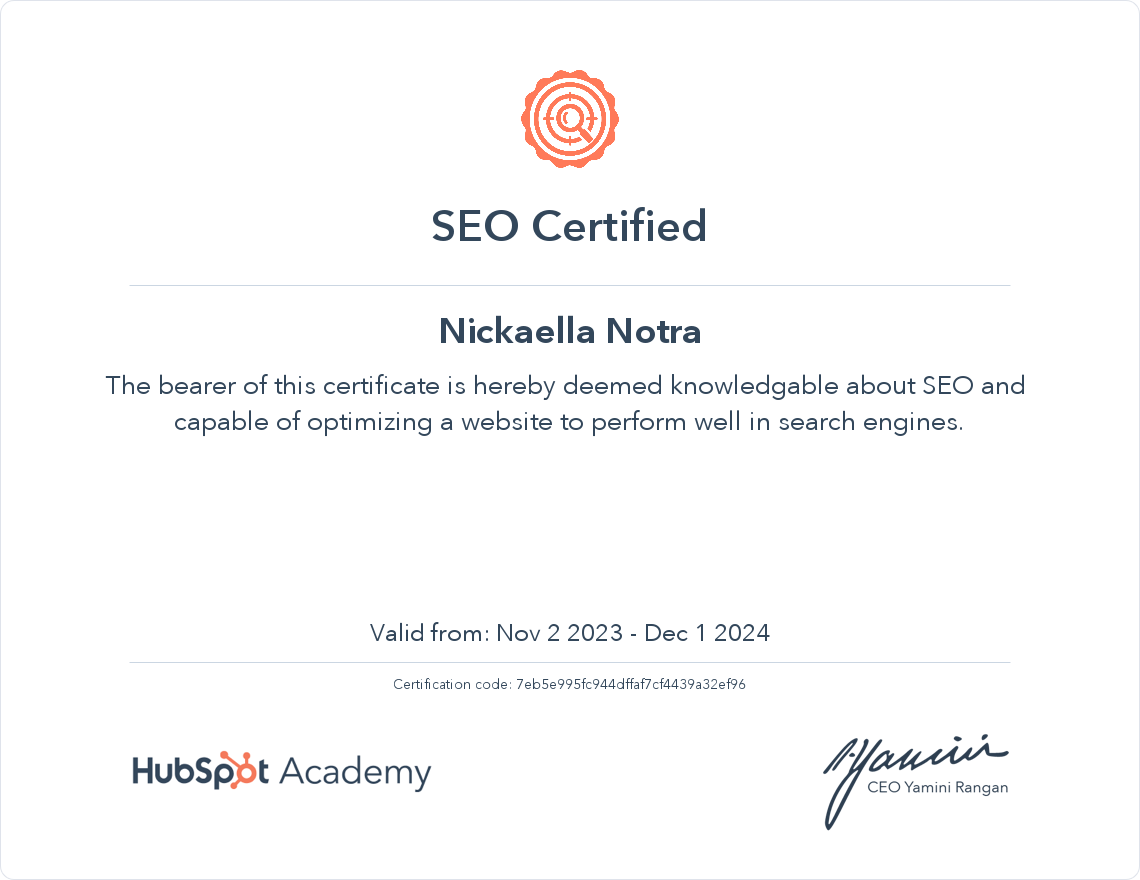 SEO Certified
Nickaella Notra
The bearer of this certificate is hereby deemed knowledgable about SEO and
capable of optimizing a website to perform well in search engines.
Valid from: Nov 2 2023 - Dec 1 2024
Certification code: 7eb5e995fc944dffaf7cf4439a32ef96
HubSpot Academy
Yamini
CEO Yamini Rangan